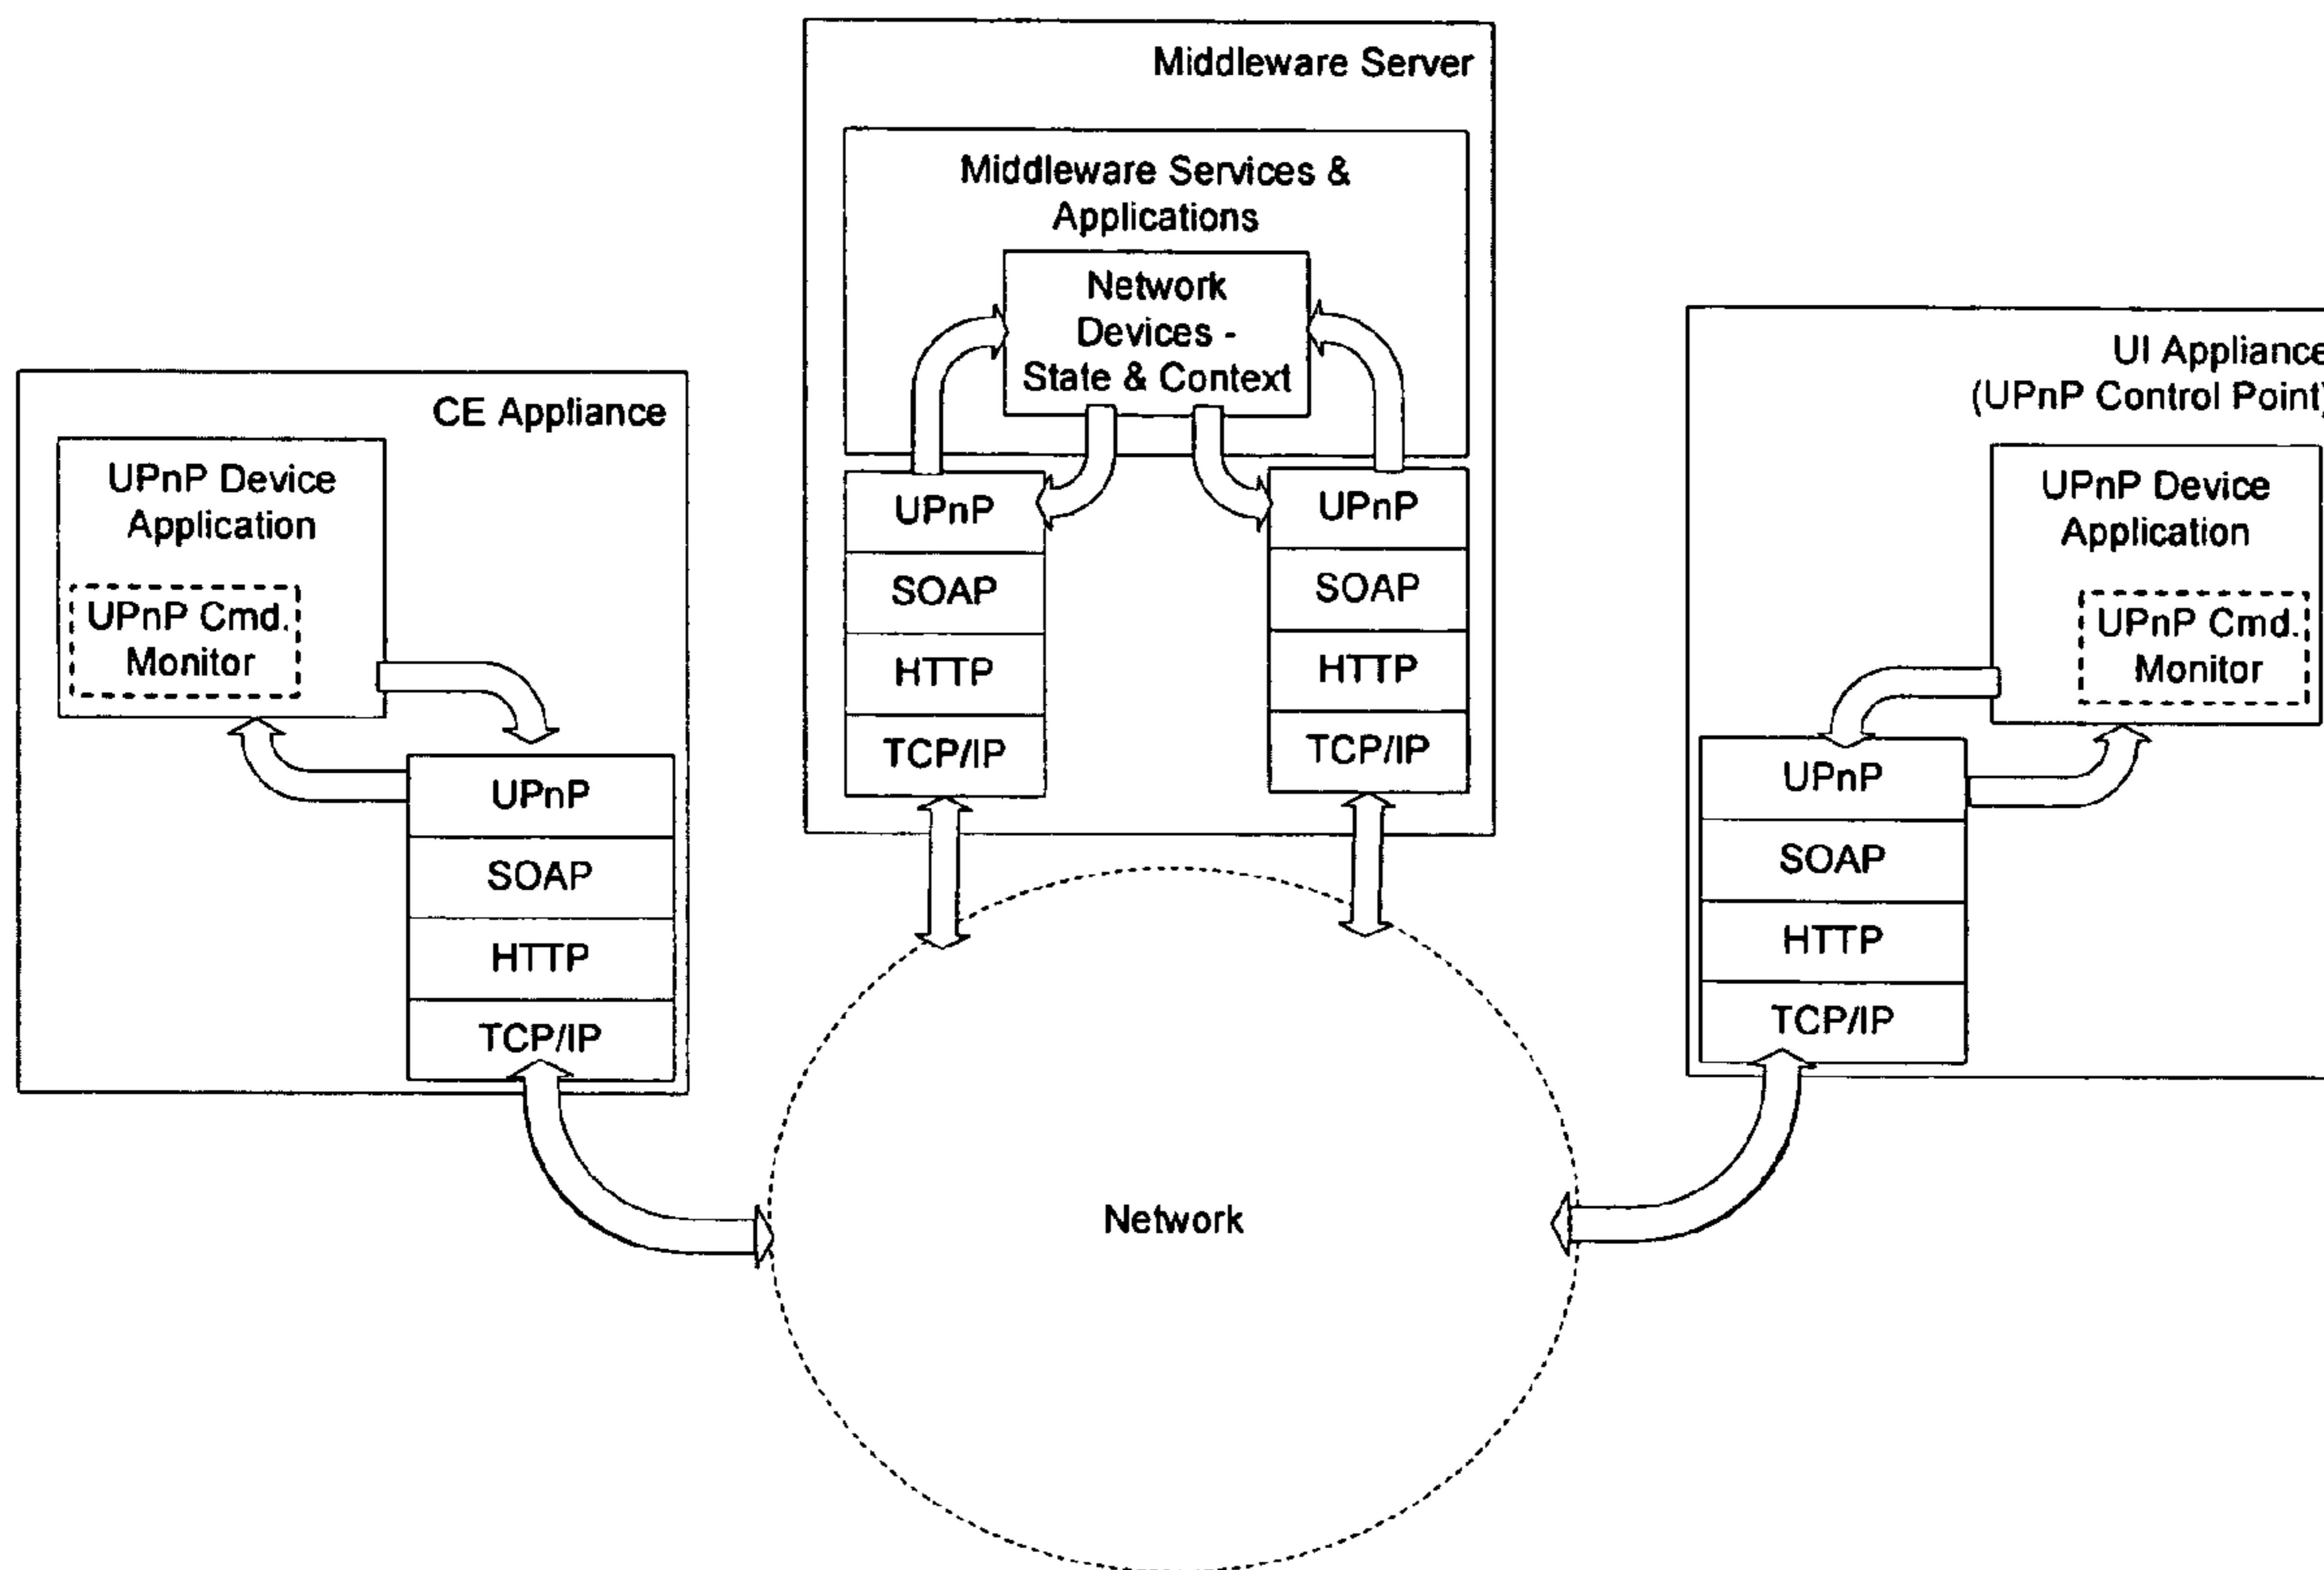 Middleware Server
Middleware Services &
Applications
Network
Devices -
State & Context
UPnP
SOAP
HTTP
TCP/IP
UPnP
SOAP
HTTP
TCP/IP
CE Appliance
UPnP Device
Application
UPnP Cmd.
Monitor
UPnP
SOAP
HTTP
TCP/IP
UI Appliance
(UPnP Control Point)
UPnP Device
Application
UPnP Cmd.
Monitor
UPnP
SOAP
HTTP
TCP/IP
Network